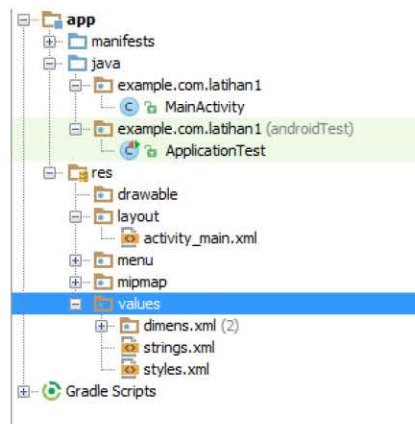 app
manifests
java
example.com.latihan1
MainActivity
example.com.latihan1 (androidTest)
ApplicationTest
res
drawable
layout
activity_main.xml
menu
mipmap
values
dimens.xml (2)
strings.xml
styles.xml
Gradle Scripts